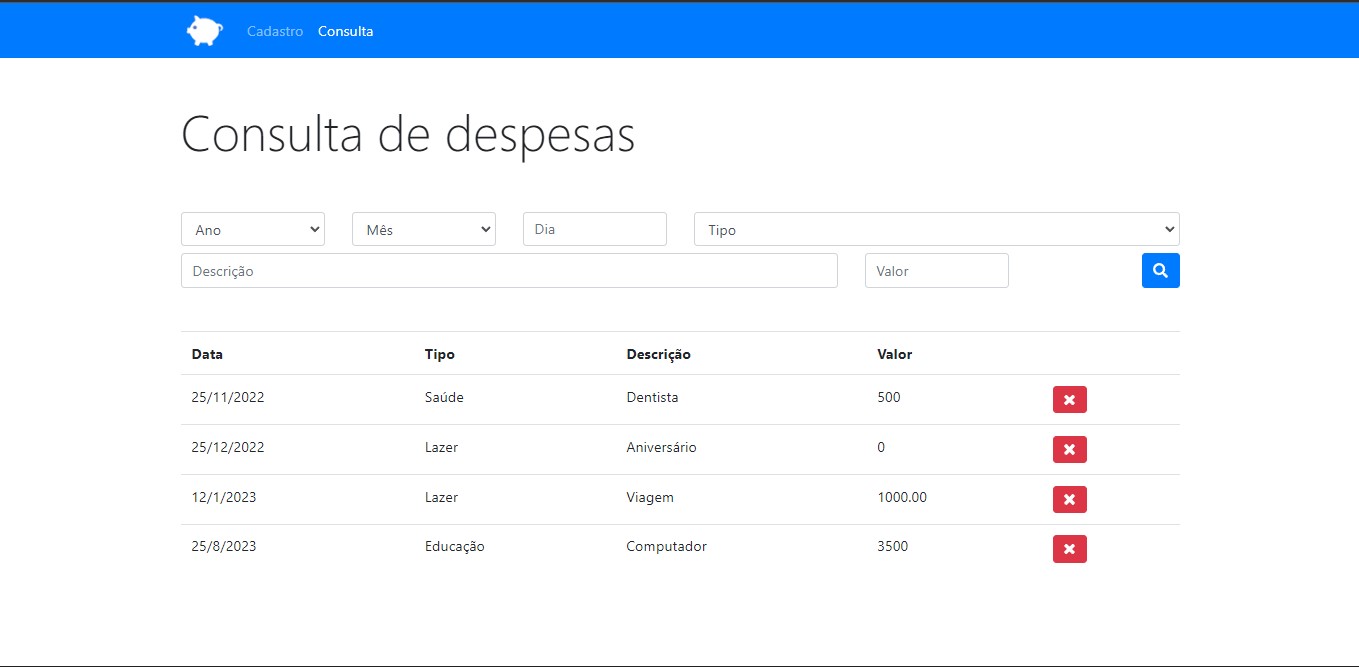 Cadastro Consulta
Consulta de despesas
Ano Mês Dia Tipo
Descrição Valor
Data Tipo Descrição Valor
25/11/2022 Saúde Dentista 500
25/12/2022 Lazer Aniversário 0
12/1/2023 Lazer Viagem 1000.00
25/8/2023 Educação Computador 3500